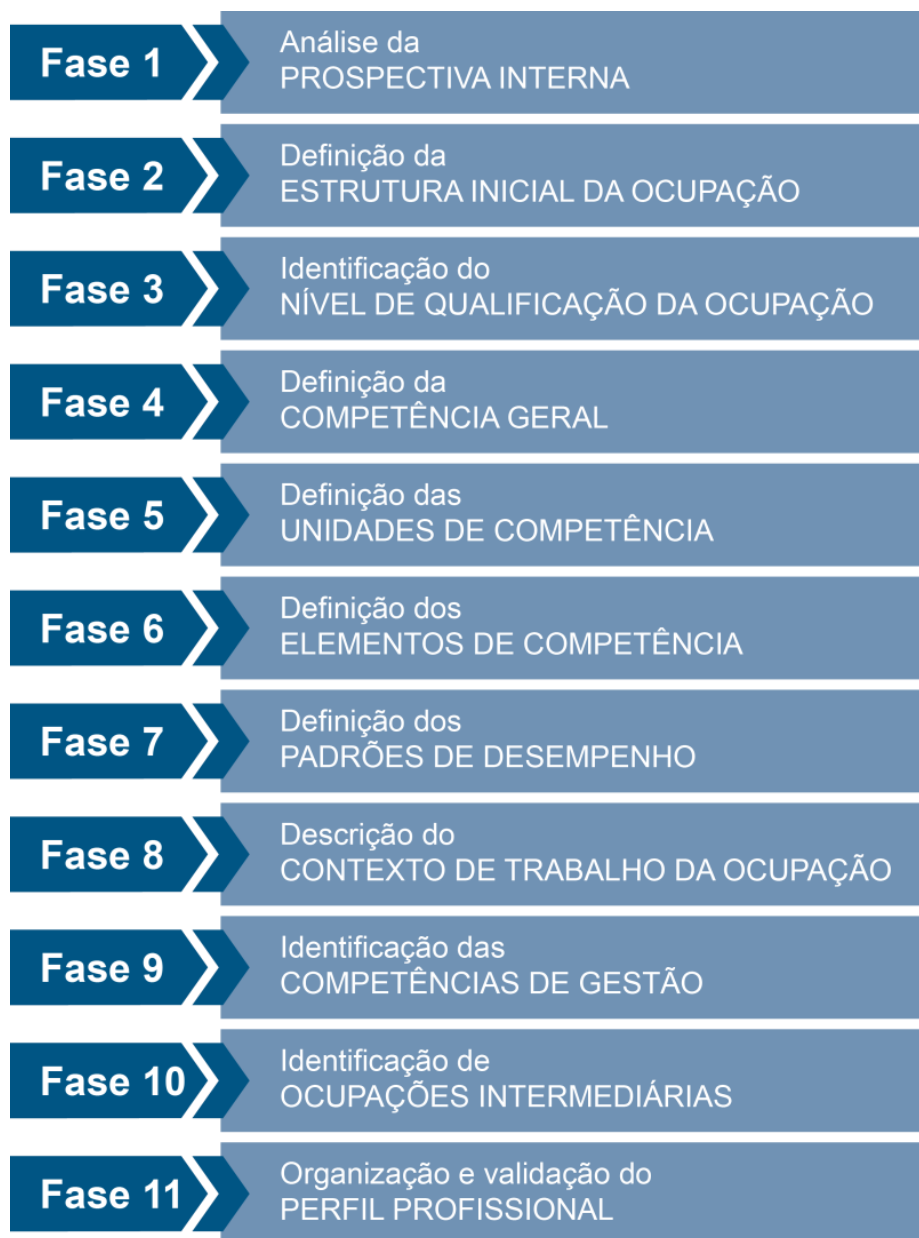 Fase 1
Análise da
PROSPECTIVA INTERNA
Fase 2
Definição da
ESTRUTURA INICIAL DA OCUPAÇÃO
Fase 3
Identificação do
NÍVEL DE QUALIFICAÇÃO DA OCUPAÇÃO
Fase 4
Definição da
COMPETÊNCIA GERAL
Fase 5
Definição das
UNIDADES DE COMPETÊNCIA
Fase 6
Definição dos
ELEMENTOS DE COMPETÊNCIA
Fase 7
Definição dos
PADRÕES DE DESEMPENHO
Fase 8
Descrição do
CONTEXTO DE TRABALHO DA OCUPAÇÃO
Fase 9
Identificação das
COMPETÊNCIAS DE GESTÃO
Fase 10
Identificação de
OCUPAÇÕES INTERMEDIÁRIAS
Fase 11
Organização e validação do
PERFIL PROFISSIONAL